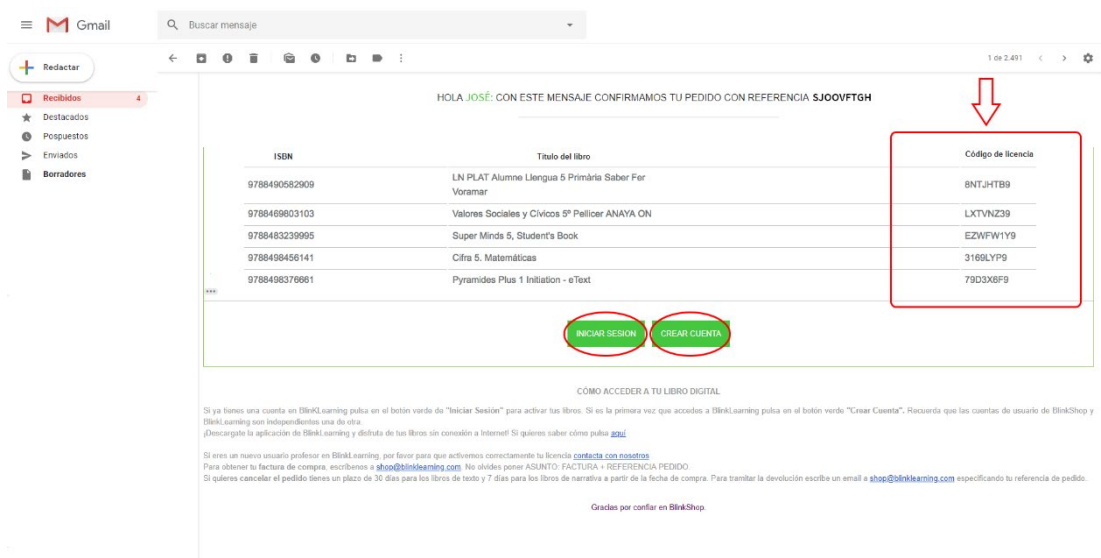 Gmail
Buscar mensaje
Redactar
1 de 2.491
Recibidos 4
Destacados
Pospuestos
Enviados
Borradores
HOLA JOSÉ: CON ESTE MENSAJE CONFIRMAMOS TU PEDIDO CON REFERENCIA SJOOVFTGH
ISBN Título del libro Código de licencia
9788490582909 LN PLAT Alumne Llengua 5 Primària Saber Fer
Voramar 8NTJHTB9
9788469803103 Valores Sociales y Cívicos 5º Pellicer ANAYA ON LXTVNZ39
9788483239995 Super Minds 5, Student's Book EZWFW1Y9
9788498456141 Cifra 5. Matemáticas 3169LYP9
9788498376661 Pyramides Plus 1 Initiation - eText 79D3X6F9
INICIAR SESION CREAR CUENTA
CÓMO ACCEDER A TU LIBRO DIGITAL
Si ya tienes una cuenta en BlinkLearning pulsa en el botón verde de "Iniciar Sesión" para activar tus libros. Si es la primera vez que accedes a BlinkLearning pulsa en el botón verde "Crear Cuenta". Recuerda que las cuentas de usuario de BlinkShop y
BlinkLearning son independientes una de otra.
¡Descargate la aplicación de BlinkLearning y disfruta de tus libros sin conexión a Internet! Si quieres saber cómo pulsa aquí
Si eres un nuevo usuario profesor en BlinkLearning, por favor para que activemos correctamente tu licencia contacta con nosotros
Para obtener tu factura de compra, escríbenos a shop@blinklearning.com. No olvides poner ASUNTO: FACTURA + REFERENCIA PEDIDO.
Si quieres cancelar el pedido tienes un plazo de 30 días para los libros de texto y 7 días para los libros de narrativa a partir de la fecha de compra. Para tramitar la devolución escribe un email a shop@blinklearning.com especificando tu referencia de pedido.
Gracias por confiar en BlinkShop.